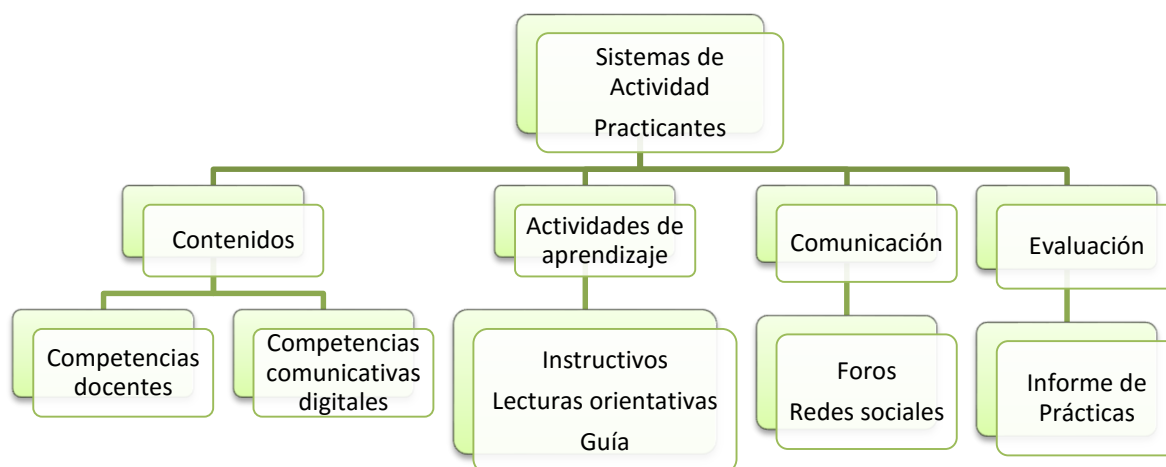 Sistemas de
Actividad
Practicantes
Contenidos
Actividades de
aprendizaje
Comunicación
Evaluación
Competencias
docentes
Competencias
comunicativas
digitales
Instructivos
Lecturas orientativas
Guía
Foros
Redes sociales
Informe de
Prácticas